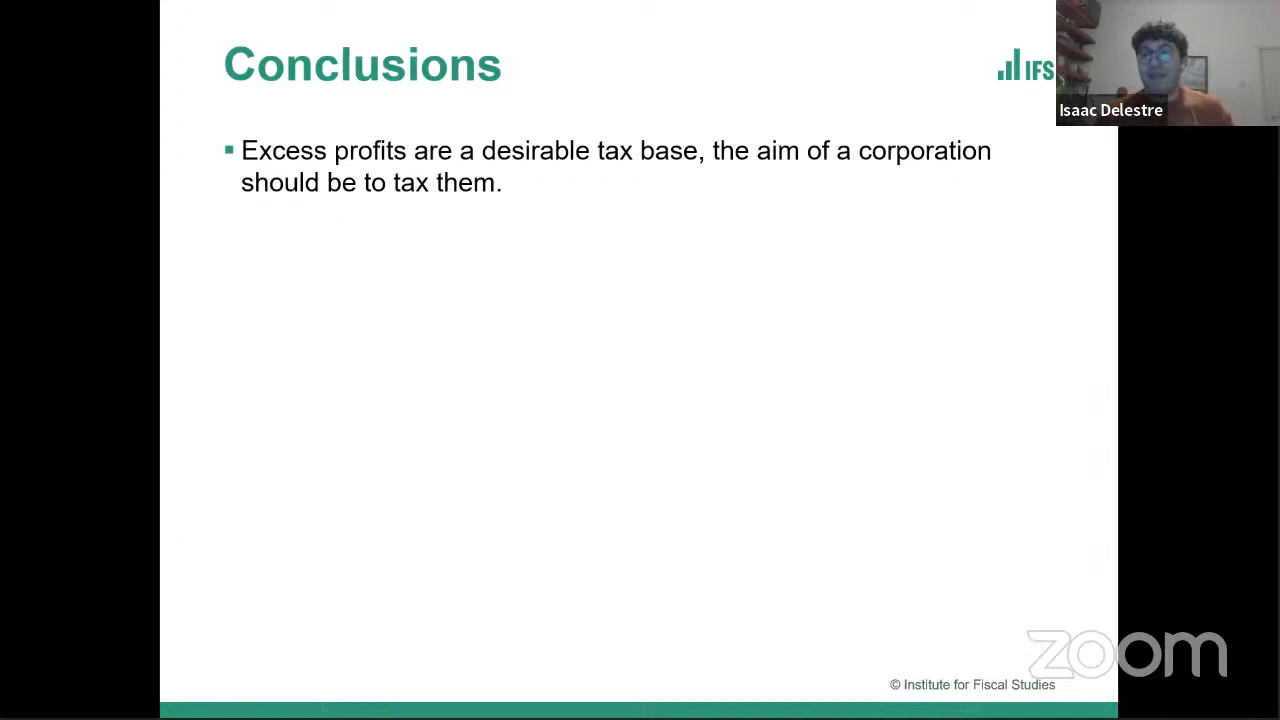 Conclusions
IFS
Isaac Delestre
▪ Excess profits are a desirable tax base, the aim of a corporation
should be to tax them.
zoom
© Institute for Fiscal Studies